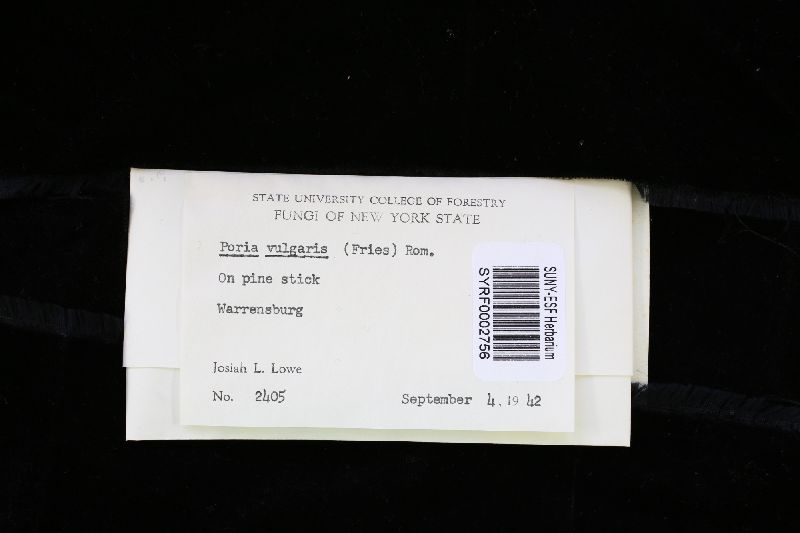 STATE UNIVERSITY COLLEGE OF FORESTRY
FUNGI OF NEW YORK STATE
Poria vulgaris (Fries) Rom.
On pine stick
Warrensburg
Josiah L. Lowe
No. 2405
September 4, 19 42
SUNY-ESF Herbarium
SYRF0002756